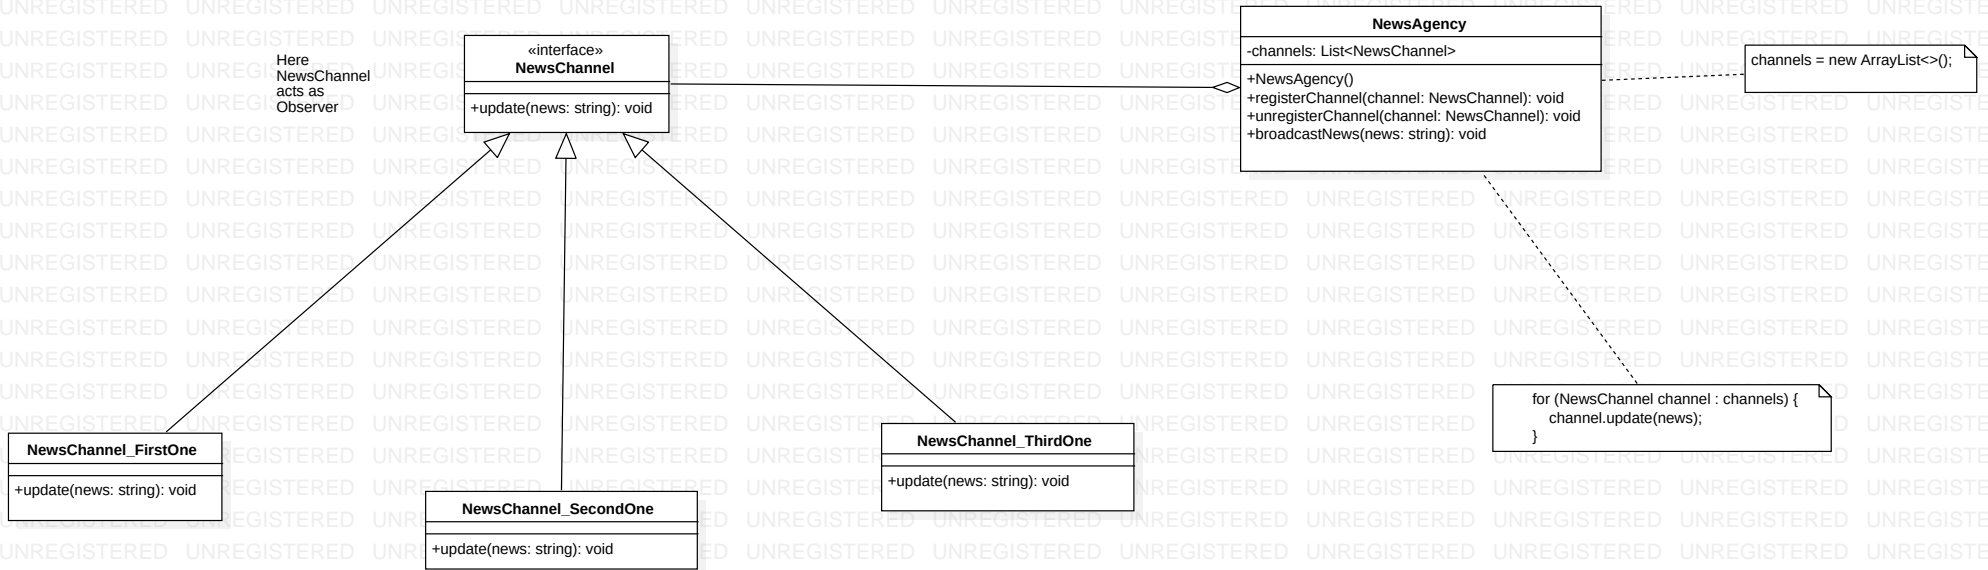 Here
NewsChannel
acts as
Observer
«interface»
NewsChannel
+update(news: string): void
NewsAgency
-channels: List<NewsChannel>
+NewsAgency()
+registerChannel(channel: NewsChannel): void
+unregisterChannel(channel: NewsChannel): void
+broadcastNews(news: string): void
channels = new ArrayList<>();
for (NewsChannel channel : channels) {
channel.update(news);
}
NewsChannel_FirstOne
+update(news: string): void
NewsChannel_SecondOne
+update(news: string): void
NewsChannel_ThirdOne
+update(news: string): void
UNREGISTERED